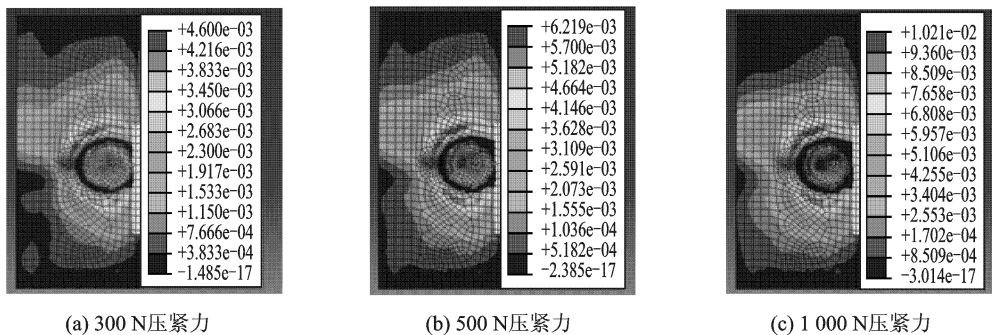 +4.600e-03
+4.216e-03
+3.833e-03
+3.450e-03
+3.066e-03
+2.683e-03
+2.300e-03
+1.917e-03
+1.533e-03
+1.150e-03
+7.666e-04
+3.833e-04
-1.485e-17
(a) 300 N压紧力
+6.219e-03
+5.700e-03
+5.182e-03
+4.664e-03
+4.146e-03
+3.628e-03
+3.109e-03
+2.591e-03
+2.073e-03
+1.555e-03
+1.036e-04
+5.182e-04
-2.385e-17
(b) 500 N压紧力
+1.021e-02
+9.360e-03
+8.509e-03
+7.658e-03
+6.808e-03
+5.957e-03
+5.106e-03
+4.255e-03
+3.404e-03
+2.553e-03
+1.702e-04
+8.509e-04
-3.014e-17
(c) 1 000 N压紧力